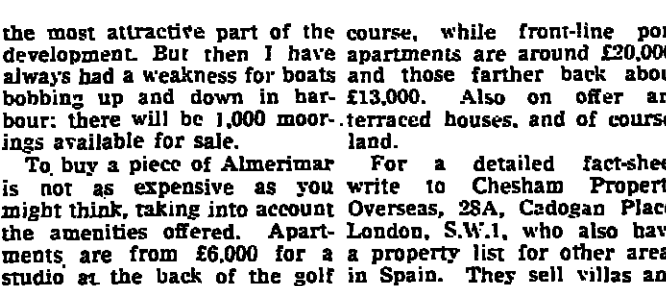 the most attractive part of the
development. But then I have
always had a weakness for boats
bobbing up and down in har-
bour: there will be 1,000 moor-
ings available for sale.
To buy a piece of Almerimar
is not as expensive as you
might think, taking into account
the amenities offered. Apart-
ments are from £6,000 for a
studio at the back of the golf
course, while front-line por
apartments are around £20,000
and those farther back abou
£13,000. Also on offer ar
terraced houses, and of course
land.
For a detailed fact-shee
write to Chesham Propert
Overseas, 28A, Cadogan Place
London, S.W.1, who also hav
a property list for other area
in Spain. They sell villas an